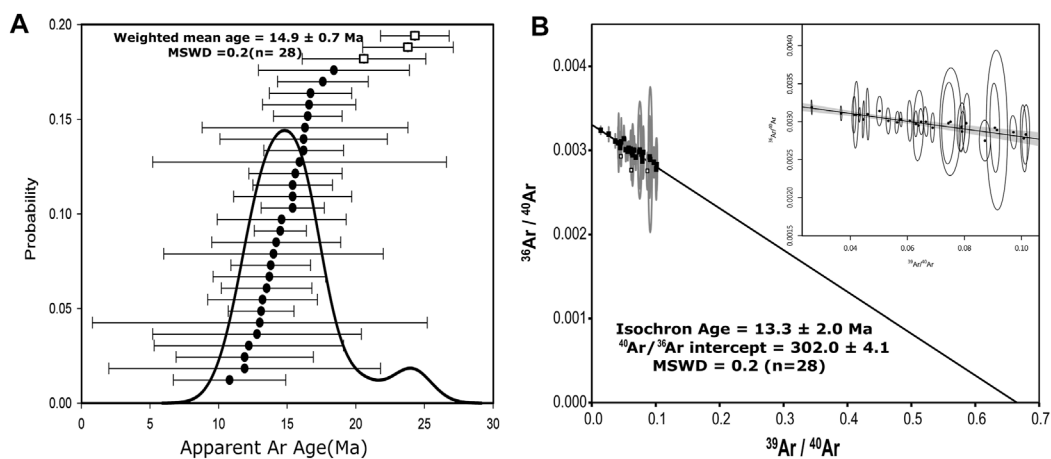 A
Weighted mean age = 14.9 ± 0.7 Ma
MSWD =0.2(n= 28)
Probability
0.20
0.15
0.10
0.05
0.00
0
5
10
15
20
25
30
Apparent Ar Age(Ma)
B
36Ar / 40Ar
0.004
0.003
0.002
0.001
0.000
0.0
0.1
0.2
0.3
0.4
0.5
0.6
0.7
39Ar / 40Ar
Isochron Age = 13.3 ± 2.0 Ma
40Ar/36Ar intercept = 302.0 ± 4.1
MSWD = 0.2 (n=28)
0.0040
0.0035
0.0030
0.0025
0.0020
0.0015
0.04
0.06
0.08
0.10
39Ar/40Ar